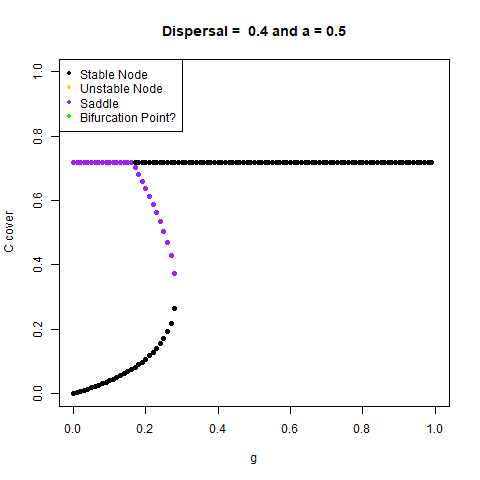 Dispersal =  0.4 and a = 0.5
Stable Node
Unstable Node
Saddle
Bifurcation Point?
C cover
1.0
0.8
0.6
0.4
0.2
0.0
0.0 0.2 0.4 0.6 0.8 1.0
g